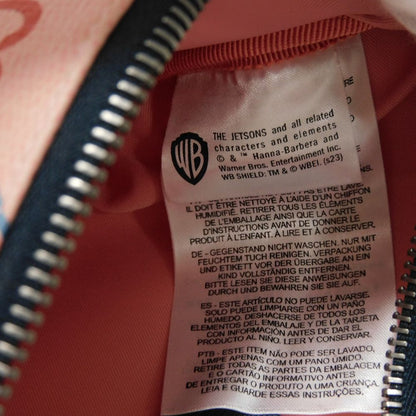 THE JETSONS and all related
characters and elements
© & ™ Hanna-Barbera and
Warner Bros. Entertainment Inc.
WB SHIELD: TM & © WBEI. (s23)
WB
IL DOIT ÊTRE NETTOYÉ À L'AIDE D'UN CHIFFON
HUMIDIFIÉ. RETIRER TOUS LES ÉLÉMENTS
DE L'EMBALLAGE AINSI QUE LA CARTE
D'INSTRUCTIONS AVANT DE DONNER LE
PRODUIT À L'ENFANT. À LIRE ET À CONSERVER.
DE - GEGENSTAND NICHT WASCHEN. NUR MIT
FEUCHTEM TUCH REINIGEN. VERPACKUNG
UND ANHÄNGER VOR WEITERGABE AN EIN
KIND VOLLSTÄNDIG ENTFERNEN.
BITTE LESEN SIE DIESE ANWEISUNGEN
DURCH UND BEWAHREN SIE SIE AUF.
ES - ESTE ARTÍCULO NO PUEDE LAVARSE.
SOLO PUEDE LIMPIARSE CON UN PAÑO
HÚMEDO. DESHACERSE DE TODOS LOS
ELEMENTOS DEL EMBALAJE Y DE LA TARJETA
CON INFORMACIÓN ANTES DE DAR EL
PRODUCTO AL NIÑO. LEER Y CONSERVAR.
PTB - ESTE ITEM NÃO PODE SER LAVADO,
LIMPE APENAS COM UM PANO ÚMIDO.
RETIRE TODAS AS PARTES DA EMBALAGEM
E O CARTÃO INFORMATIVO ANTES
DE ENTREGAR O PRODUTO A UMA CRIANÇA.
LEIA E GUARDE ESSAS INSTRUÇÕES.